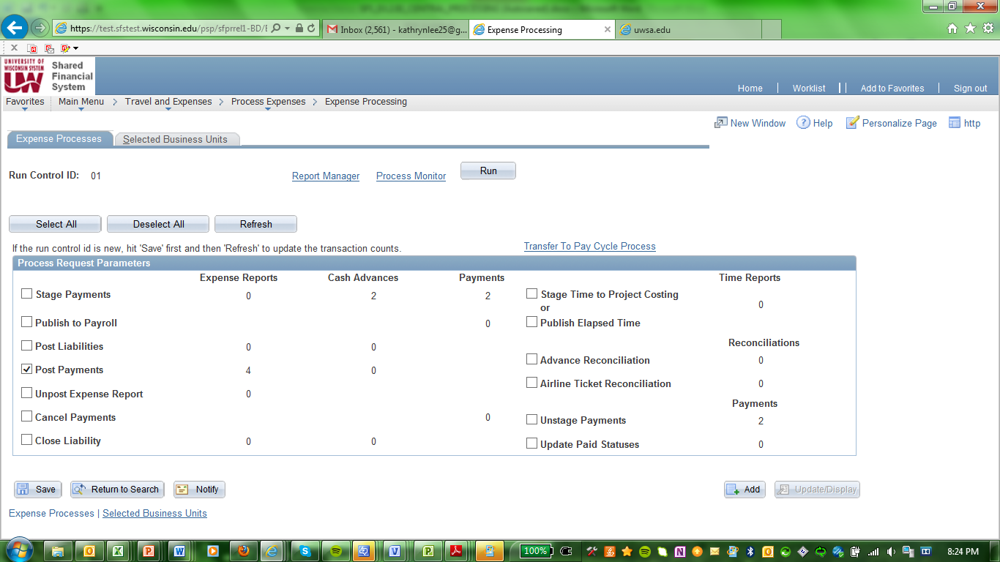 https://test.sfstest.wisconsin.edu/psp/sfprrel1-BD/
Inbox (2,561) - kathrynlee25@g...
Expense Processing
uwsa.edu
UNIVERSITY OF
WISCONSIN SYSTEM
UW
Shared
Financial
System
Home
Worklist
Add to Favorites
Sign out
Favorites
Main Menu
Travel and Expenses
Process Expenses
Expense Processing
New Window
Help
Personalize Page
http
Expense Processes
Selected Business Units
Run Control ID: 01
Report Manager
Process Monitor
Run
Select All
Deselect All
Refresh
If the run control id is new, hit 'Save' first and then 'Refresh' to update the transaction counts.
Transfer To Pay Cycle Process
Process Request Parameters
Expense Reports Cash Advances Payments Time Reports
Stage Payments 0 2 2
Stage Time to Project Costing 0
or
Publish to Payroll 0
Publish Elapsed Time
Reconciliations
Post Liabilities 0 0
Advance Reconciliation 0
Post Payments 4 0
Airline Ticket Reconciliation 0
Unpost Expense Report 0
Payments
Cancel Payments 0
Unstage Payments 2
Close Liability 0 0
Update Paid Statuses 0
Save
Return to Search
Notify
Add
Update/Display
Expense Processes | Selected Business Units
100%
8:24 PM